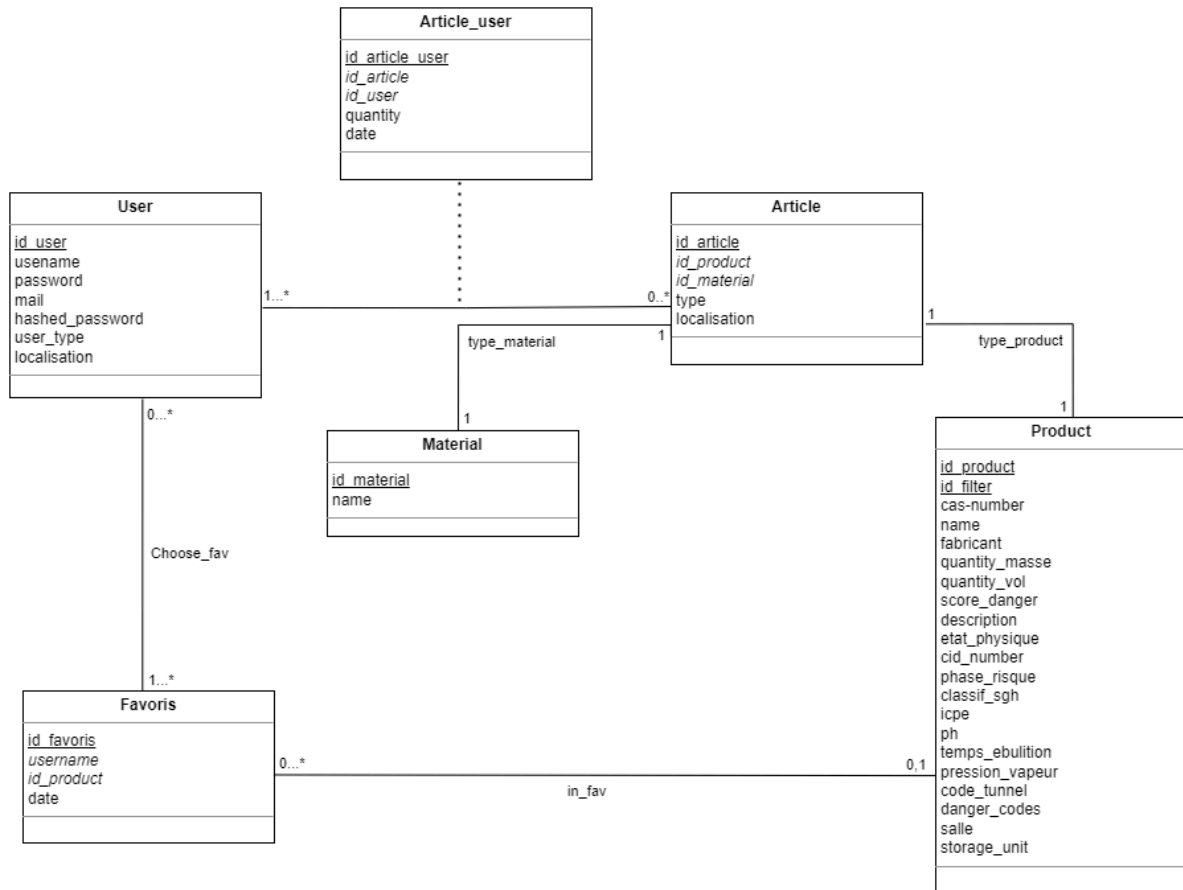 Article_user
id_article_user
id_article
id_user
quantity
date
User
id_user
usename
password
mail
hashed_password
user_type
localisation
Article
id_article
id_product
id_material
type
localisation
1...*
0..*
1
type_material
1
1
type_product
1
Material
id_material
name
Product
id_product
id_filter
cas-number
name
fabricant
quantity_masse
quantity_vol
score_danger
description
etat_physique
cid_number
phase_risque
classif_sgh
icpe
ph
temps_ebulition
pression_vapeur
code_tunnel
danger_codes
salle
storage_unit
0...*
Choose_fav
1...*
Favoris
id_favoris
username
id_product
date
0...*
in_fav
0,1